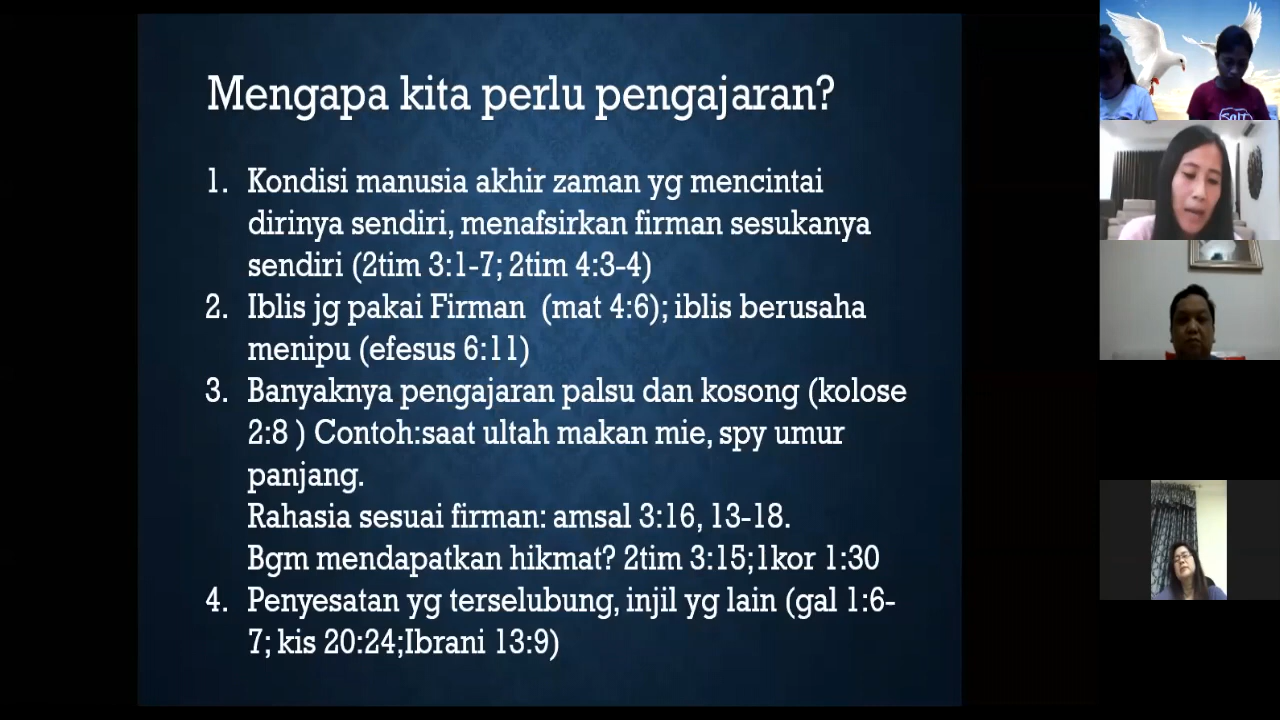 Mengapa kita perlu pengajaran?
1. Kondisi manusia akhir zaman yg mencintai
dirinya sendiri, menafsirkan firman sesukanya
sendiri (2tim 3:1-7; 2tim 4:3-4)
2. Iblis jg pakai Firman (mat 4:6); iblis berusaha
menipu (efesus 6:11)
3. Banyaknya pengajaran palsu dan kosong (kolose
2:8 ) Contoh:saat ultah makan mie, spy umur
panjang.
Rahasia sesuai firman: amsal 3:16, 13-18.
Bgm mendapatkan hikmat? 2tim 3:15;1kor 1:30
4. Penyesatan yg terselubung, injil yg lain (gal 1:6-
7; kis 20:24;Ibrani 13:9)
Salt